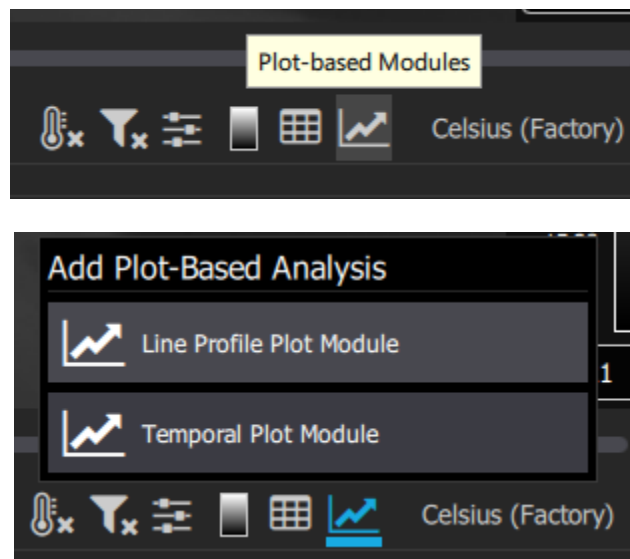 Plot-based Modules
Celsius (Factory)
Add Plot-Based Analysis
Line Profile Plot Module
1
Temporal Plot Module
Celsius (Factory)